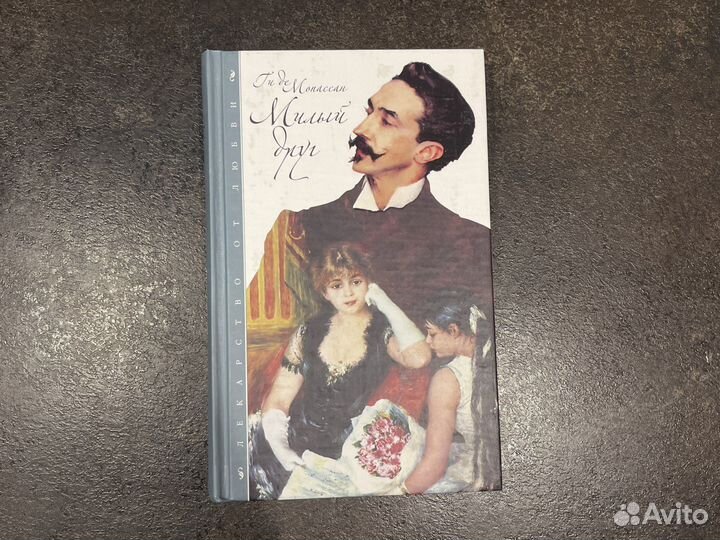 Ги де
Мопассан
Милый
друг
ЛЕКАРСТВО ОТ ЛЮБВИ
Avito